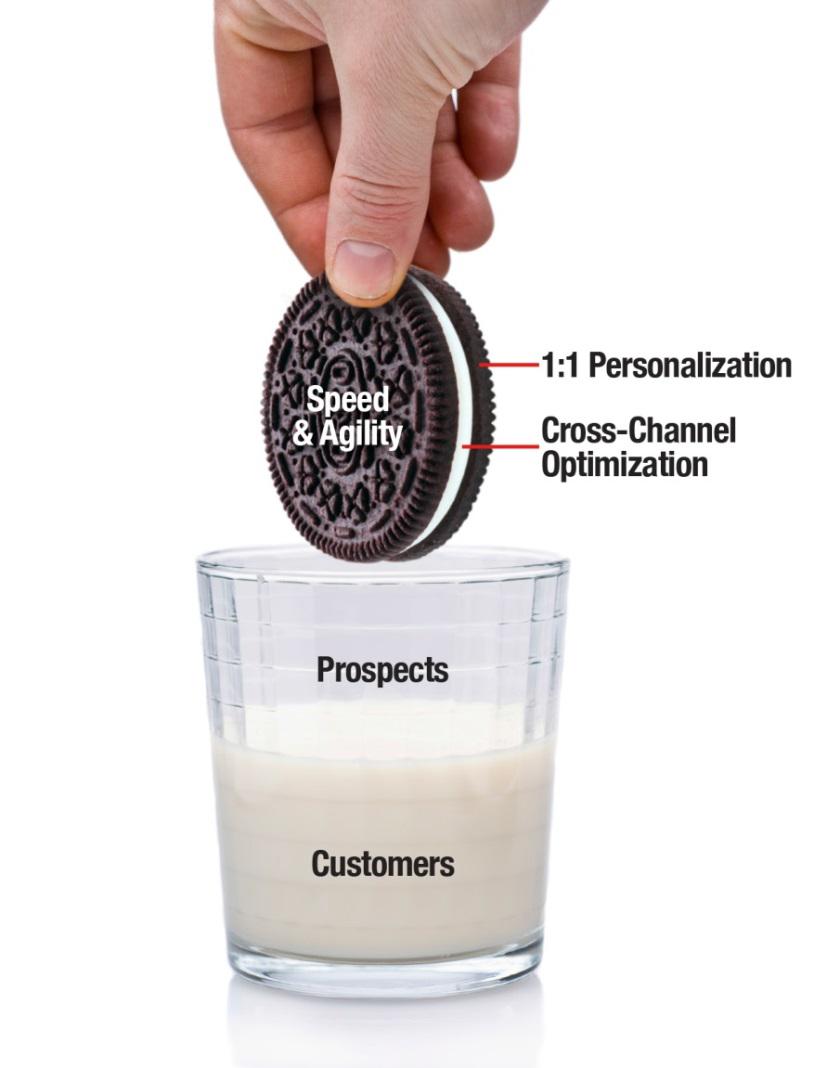 Speed
& Agility
1:1 Personalization
Cross-Channel
Optimization
Prospects
Customers